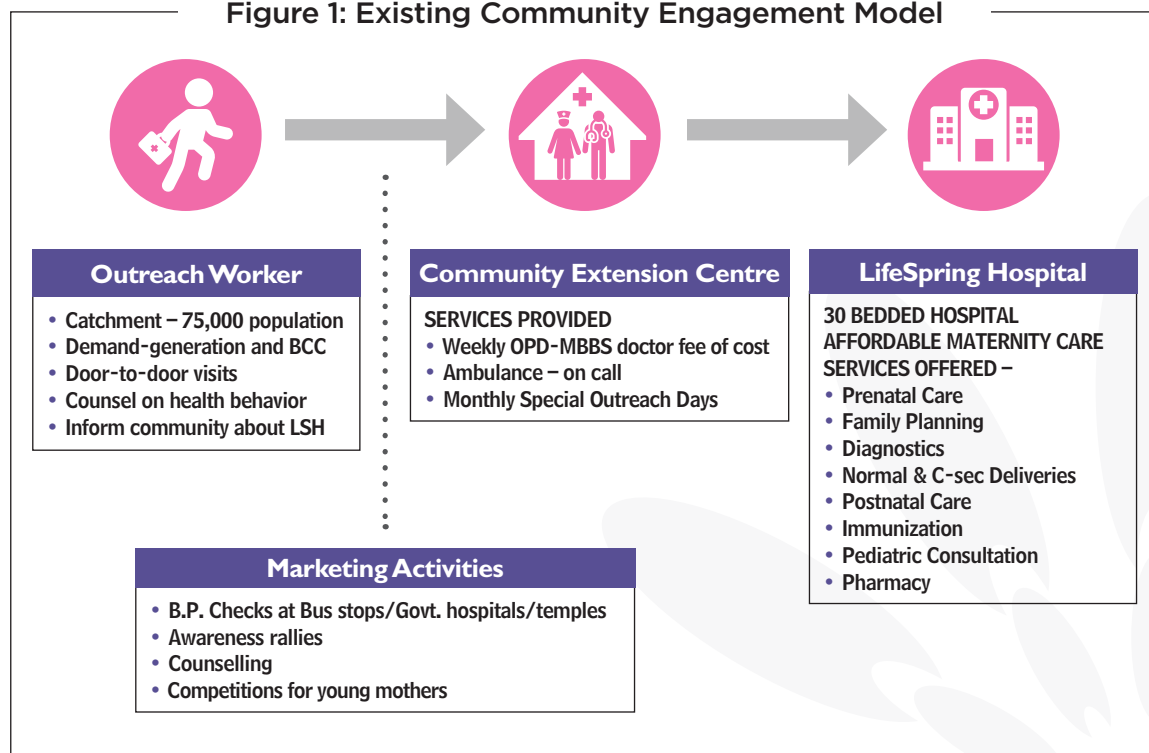 Figure 1: Existing Community Engagement Model
Outreach Worker
• Catchment – 75,000 population
• Demand-generation and BCC
• Door-to-door visits
• Counsel on health behavior
• Inform community about LSH
Community Extension Centre
SERVICES PROVIDED
• Weekly OPD-MBBS doctor fee of cost
• Ambulance – on call
• Monthly Special Outreach Days
LifeSpring Hospital
30 BEDDED HOSPITAL
AFFORDABLE MATERNITY CARE
SERVICES OFFERED –
• Prenatal Care
• Family Planning
• Diagnostics
• Normal & C-sec Deliveries
• Postnatal Care
• Immunization
• Pediatric Consultation
• Pharmacy
Marketing Activities
• B.P. Checks at Bus stops/Govt. hospitals/temples
• Awareness rallies
• Counselling
• Competitions for young mothers